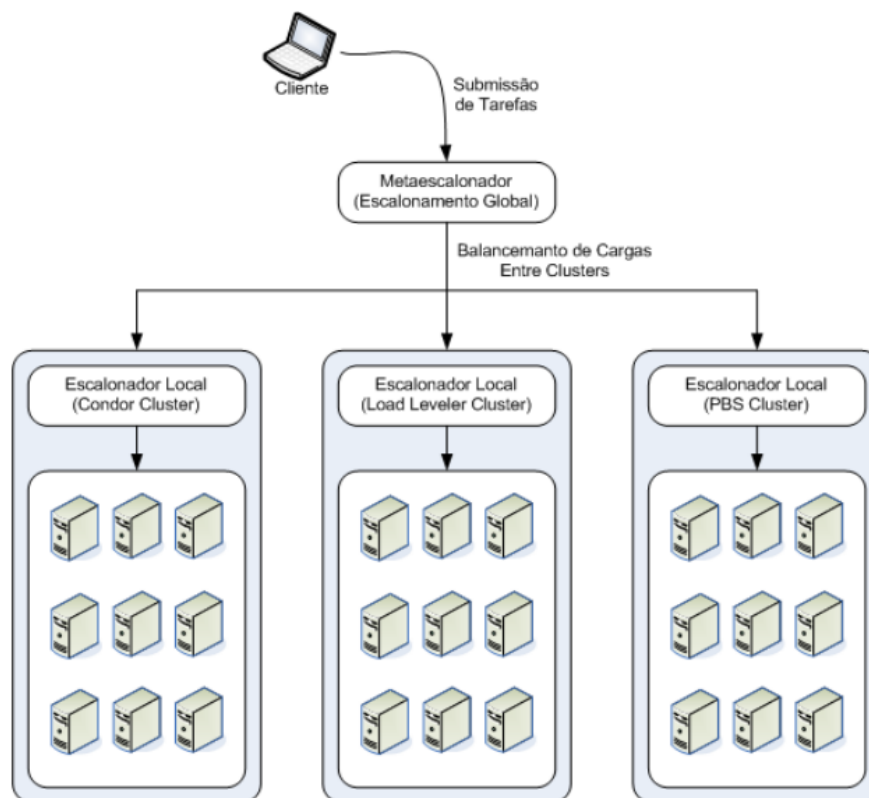 Cliente
Submissão
de Tarefas
Metaescalonador
(Escalonamento Global)
Balancemanto de Cargas
Entre Clusters
Escalonador Local
(Condor Cluster)
Escalonador Local
(Load Leveler Cluster)
Escalonador Local
(PBS Cluster)